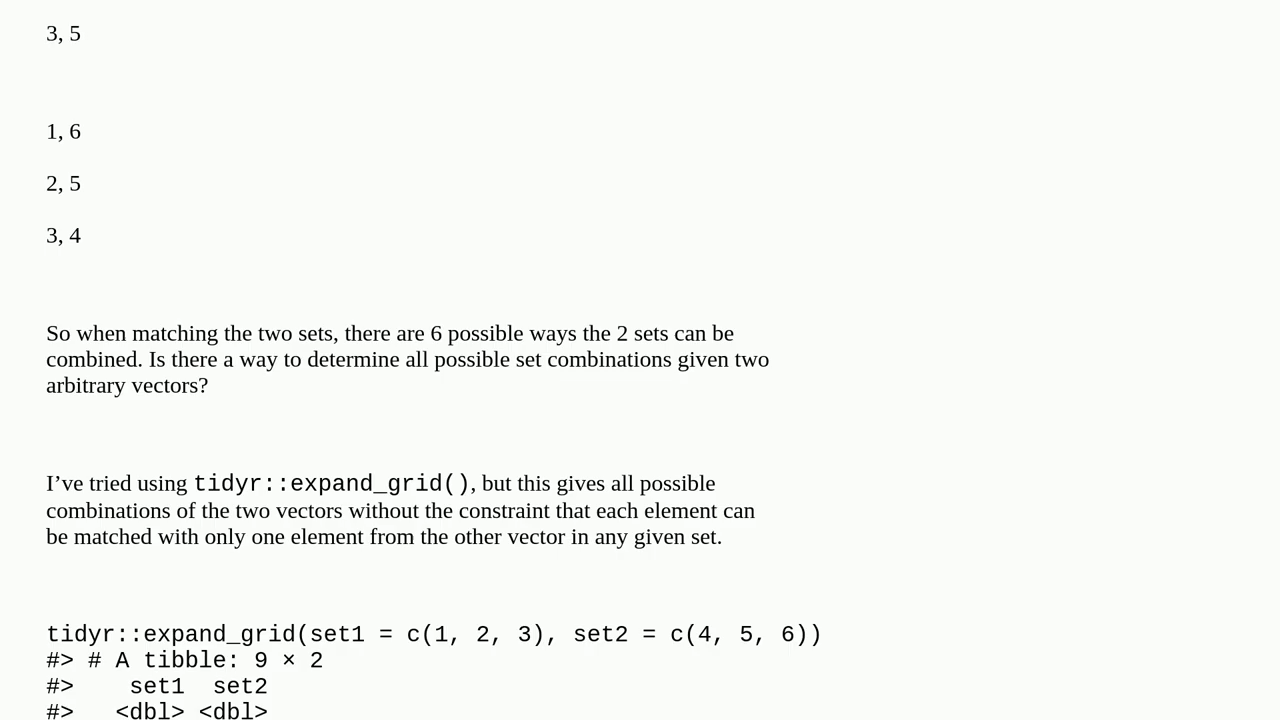 3, 5
1, 6
2, 5
3, 4
So when matching the two sets, there are 6 possible ways the 2 sets can be
combined. Is there a way to determine all possible set combinations given two
arbitrary vectors?
I’ve tried using tidyr::expand_grid(), but this gives all possible
combinations of the two vectors without the constraint that each element can
be matched with only one element from the other vector in any given set.
tidyr::expand_grid(set1 = c(1, 2, 3), set2 = c(4, 5, 6))
#> # A tibble: 9 × 2
#>    set1  set2
#>   <dbl> <dbl>